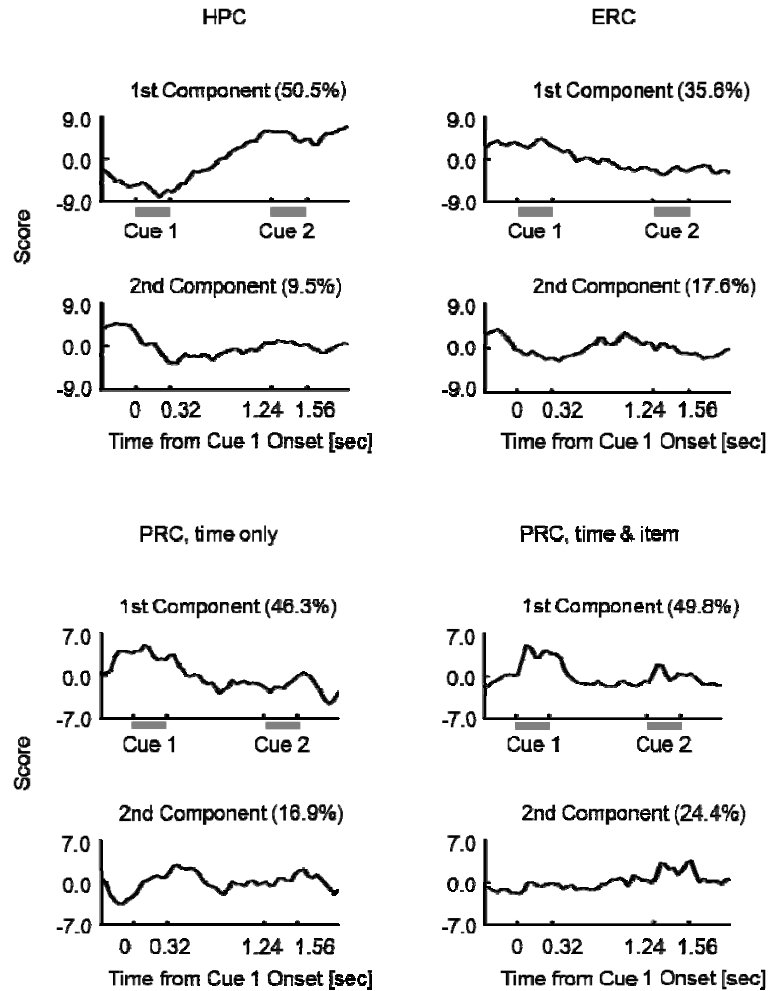 HPC
ERC
1st Component (50.5%)
1st Component (35.6%)
9.0
0.0
-9.0
9.0
0.0
-9.0
Cue 1
Cue 2
Cue 1
Cue 2
Score
2nd Component (9.5%)
2nd Component (17.6%)
9.0
0.0
-9.0
9.0
0.0
-9.0
0 0.32 1.24 1.56
0 0.32 1.24 1.56
Time from Cue 1 Onset [sec]
Time from Cue 1 Onset [sec]
PRC, time only
PRC, time & item
1st Component (46.3%)
1st Component (49.8%)
7.0
0.0
-7.0
7.0
0.0
-7.0
Cue 1
Cue 2
Cue 1
Cue 2
Score
2nd Component (16.9%)
2nd Component (24.4%)
7.0
0.0
-7.0
7.0
0.0
-7.0
0 0.32 1.24 1.56
0 0.32 1.24 1.56
Time from Cue 1 Onset [sec]
Time from Cue 1 Onset [sec]